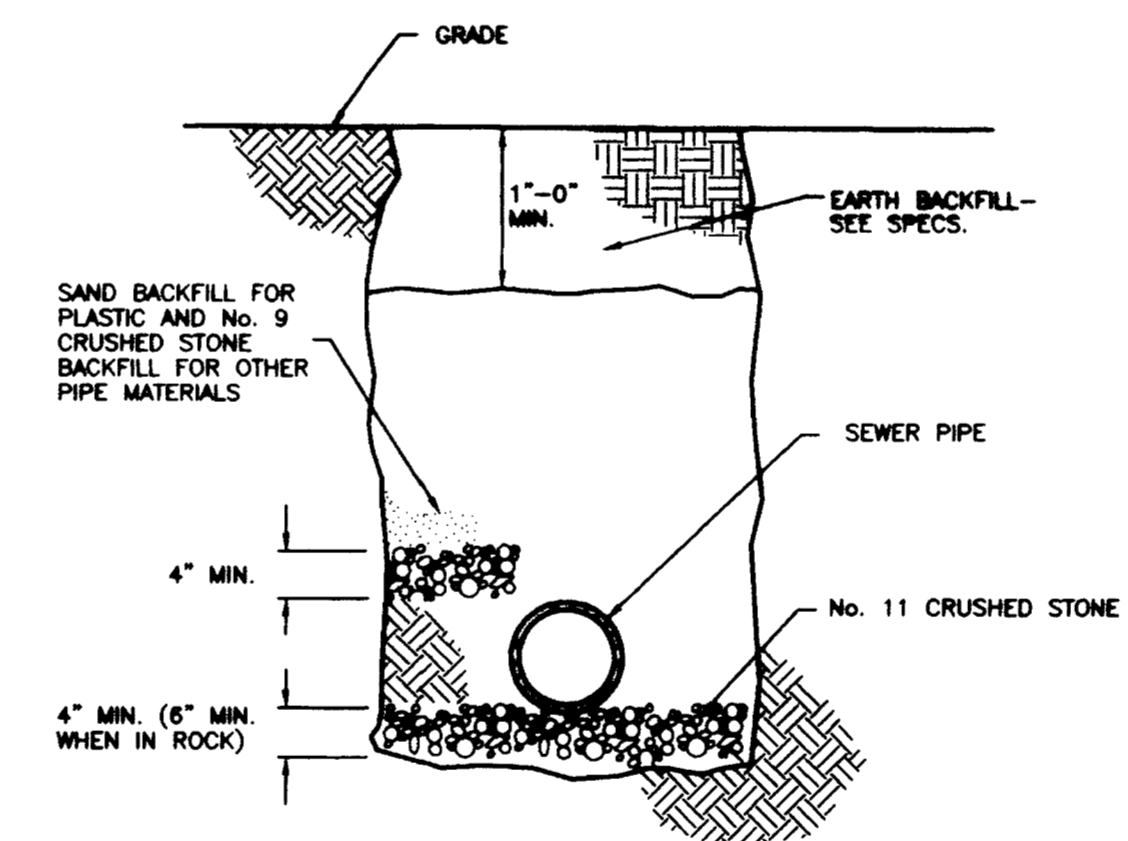 GRADE
1"-0"
MIN.
EARTH BACKFILL-
SEE SPECS.
SAND BACKFILL FOR
PLASTIC AND No. 9
CRUSHED STONE
BACKFILL FOR OTHER
PIPE MATERIALS
SEWER PIPE
4" MIN.
No. 11 CRUSHED STONE
4" MIN. (6" MIN.
WHEN IN ROCK)